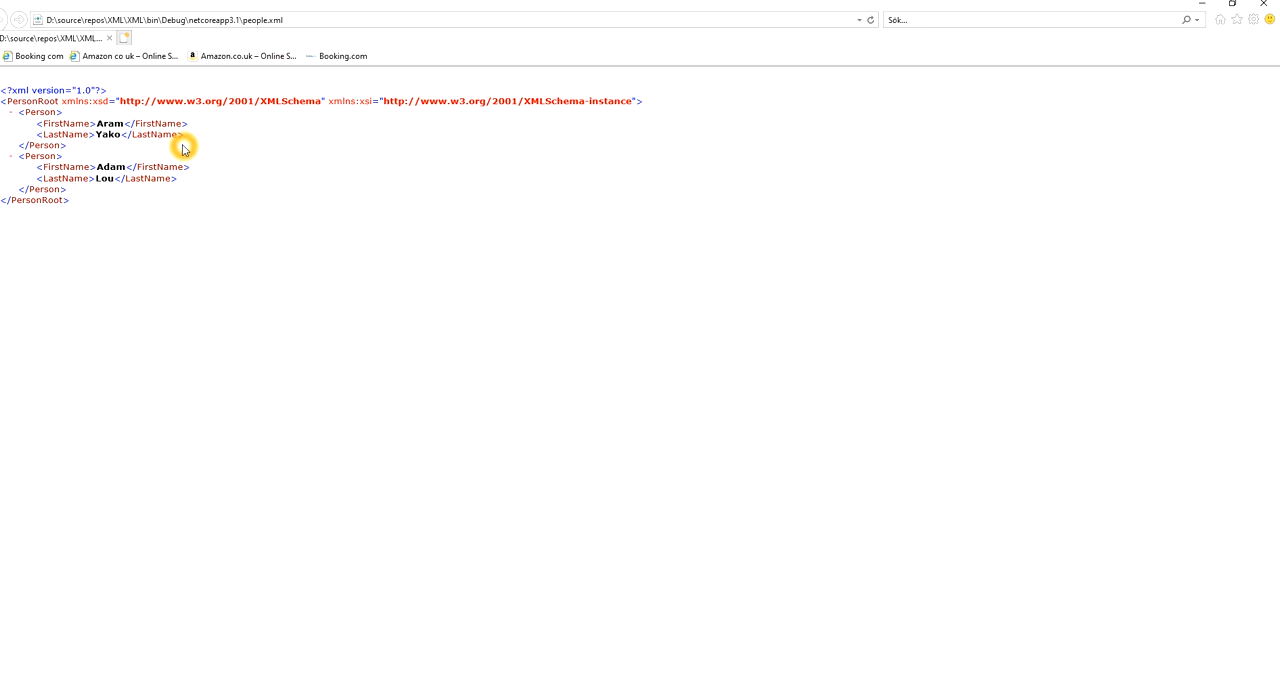 D:\source\repos\XML\XML\bin\Debug\netcoreapp3.1\people.xml
Sök...
D:\source\repos\XML\XML...
Booking com
Amazon co uk – Online S...
a Amazon.co.uk – Online S...
Booking.com
<?xml version="1.0"?>
<PersonRoot xmlns:xsd="http://www.w3.org/2001/XMLSchema" xmlns:xsi="http://www.w3.org/2001/XMLSchema-instance">
- <Person>
<FirstName>Aram</FirstName>
<LastName>Yako</LastName>
</Person>
- <Person>
<FirstName>Adam</FirstName>
<LastName>Lou</LastName>
</Person>
</PersonRoot>